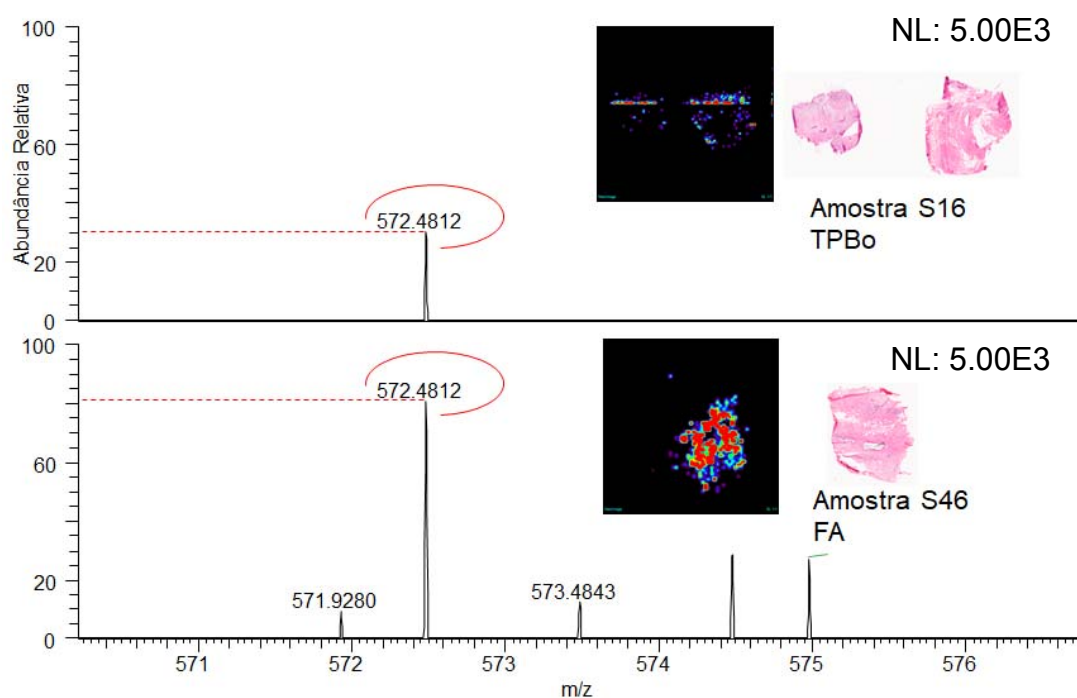 100
NL: 5.00E3
Abundância Relativa
60
572.4812
Amostra S16
TPBo
20
0
100
NL: 5.00E3
572.4812
60
Amostra S46
FA
20
571.9280
573.4843
0
571
572
573
574
575
576
m/z